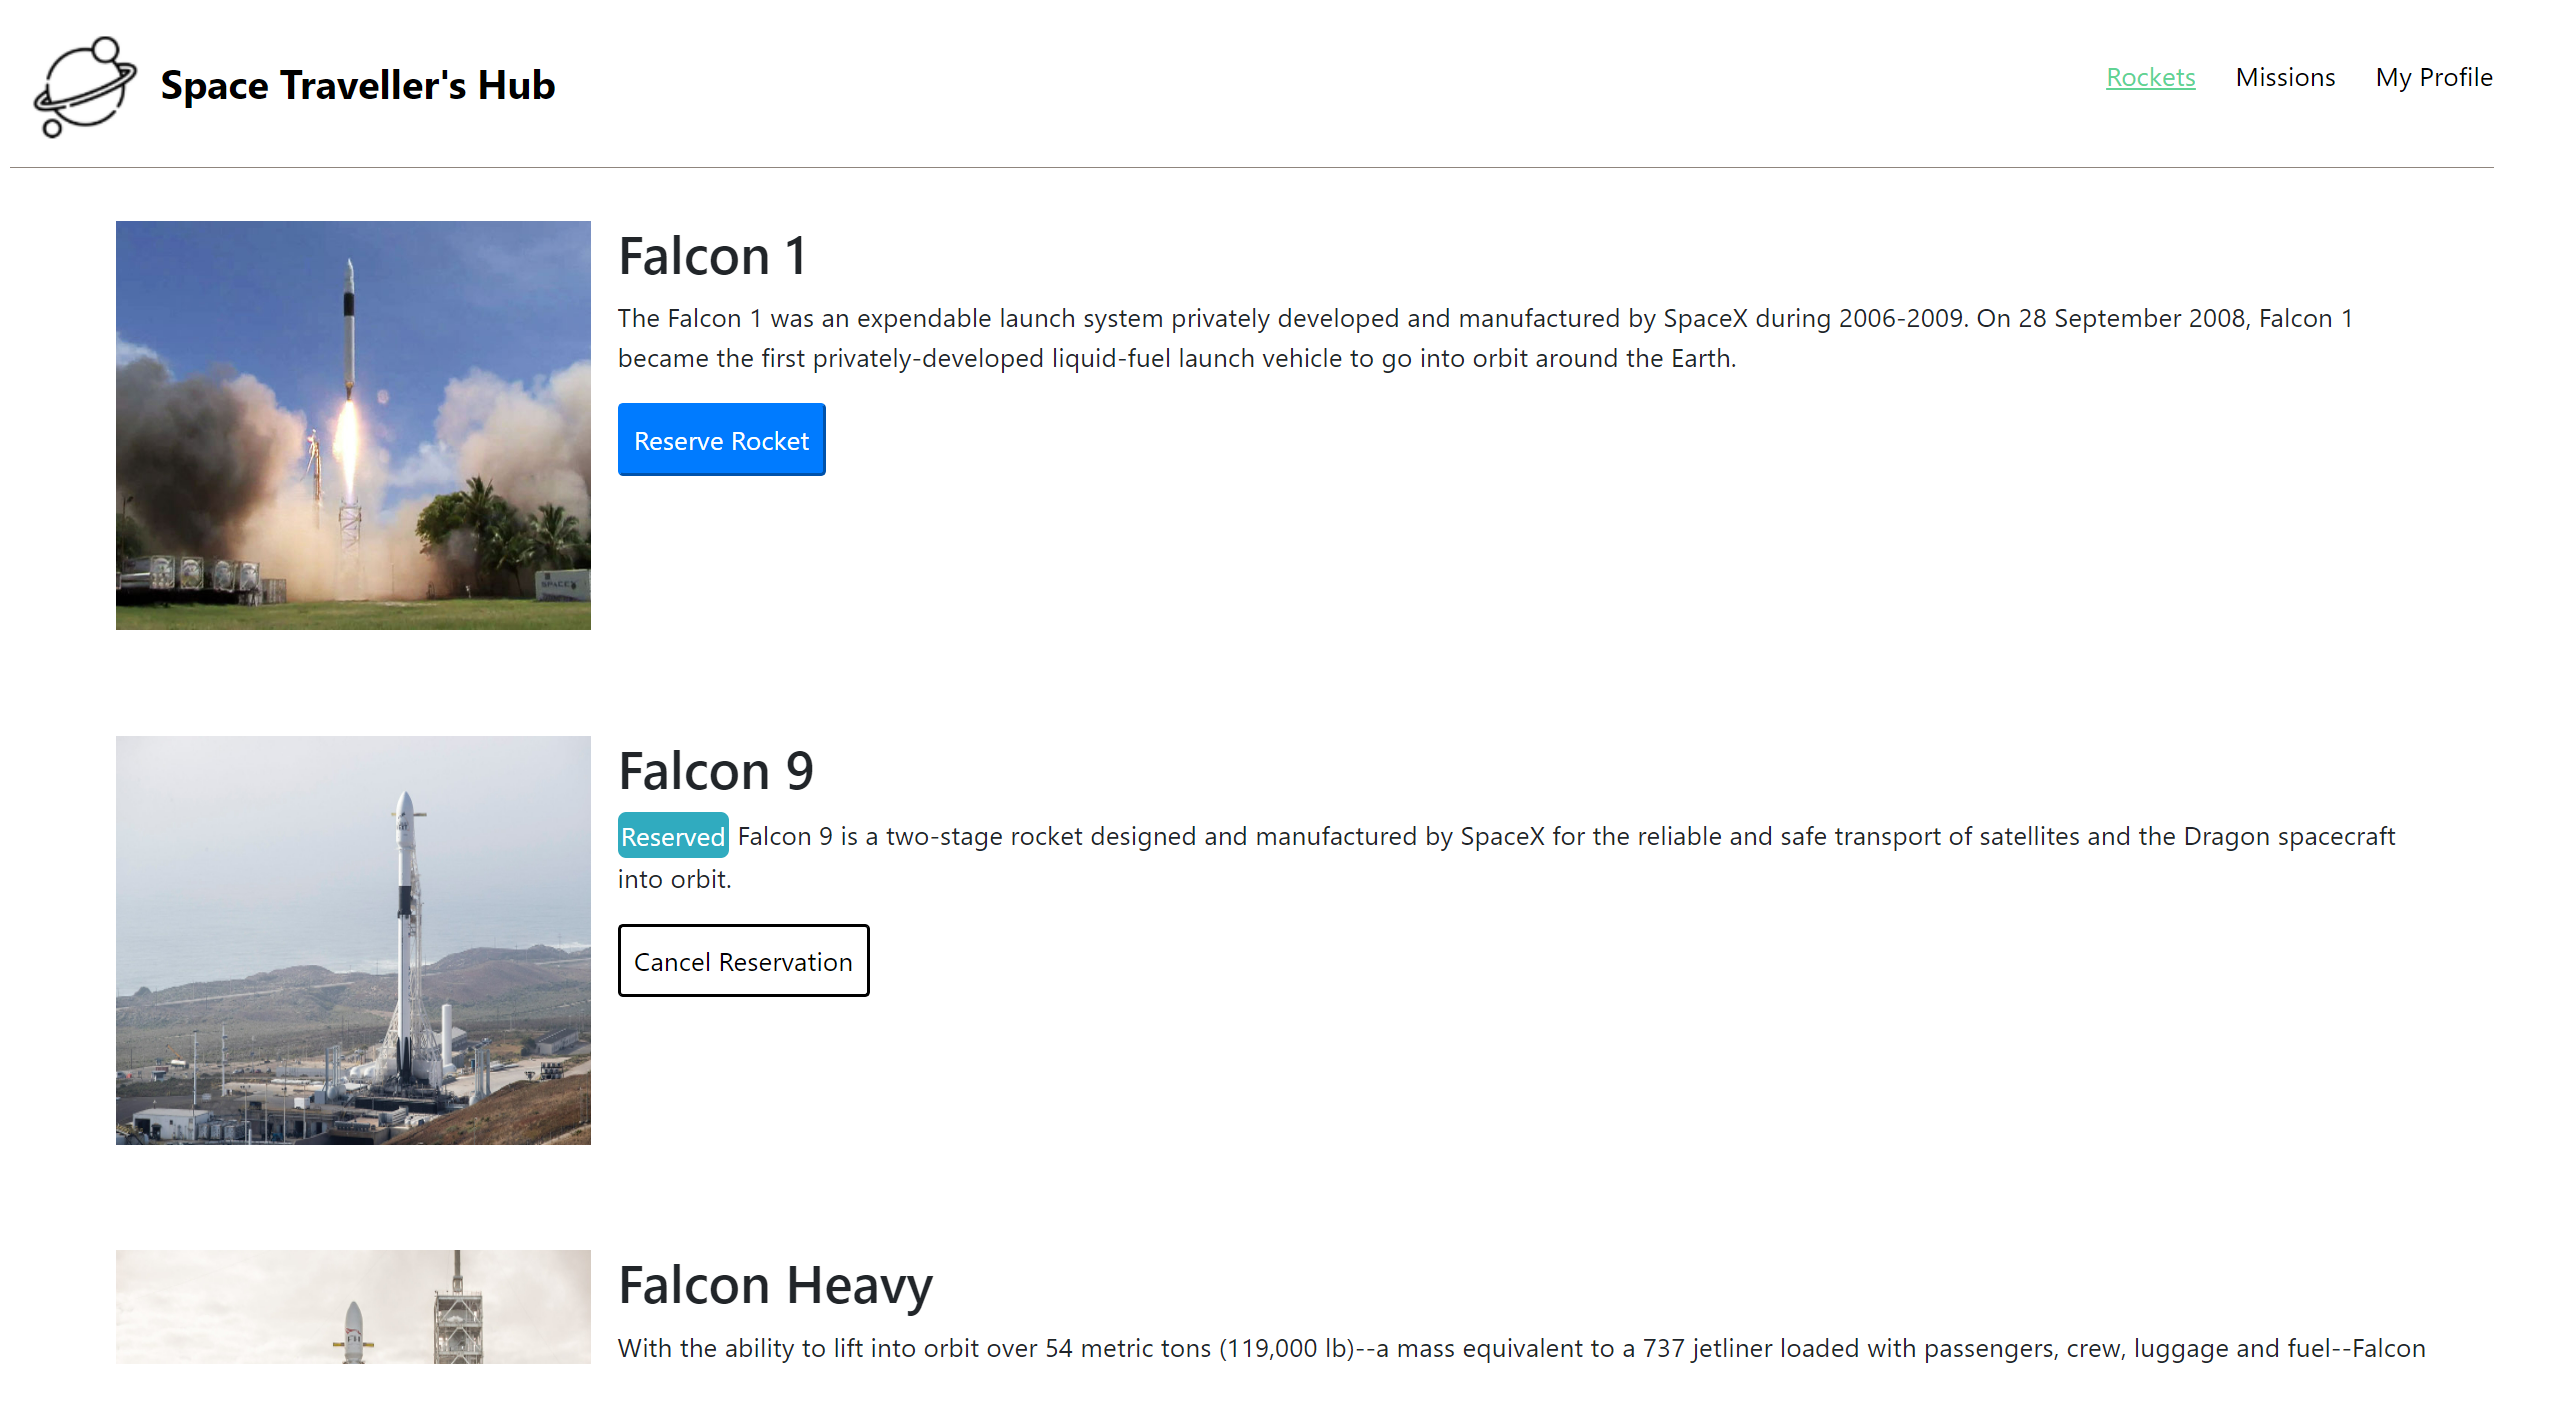 Space Traveller's Hub
Rockets Missions My Profile
Falcon 1
The Falcon 1 was an expendable launch system privately developed and manufactured by SpaceX during 2006-2009. On 28 September 2008, Falcon 1
became the first privately-developed liquid-fuel launch vehicle to go into orbit around the Earth.
Reserve Rocket
SPACEX
Falcon 9
Reserved Falcon 9 is a two-stage rocket designed and manufactured by SpaceX for the reliable and safe transport of satellites and the Dragon spacecraft
into orbit.
Cancel Reservation
Falcon Heavy
With the ability to lift into orbit over 54 metric tons (119,000 lb)--a mass equivalent to a 737 jetliner loaded with passengers, crew, luggage and fuel--Falcon